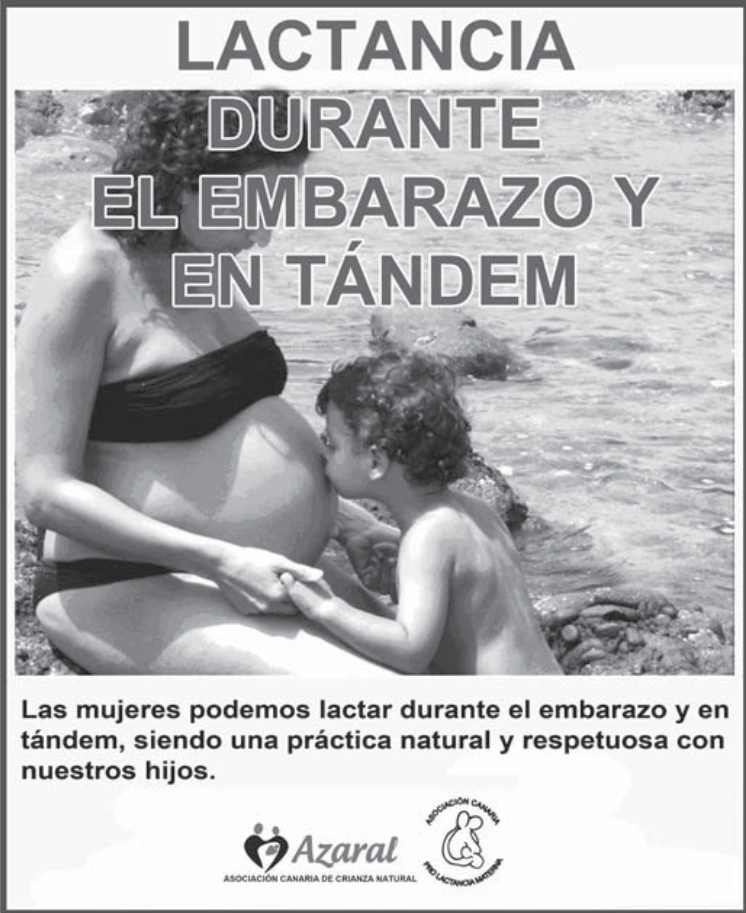 LACTANCIA
DURANTE
EL EMBARAZO Y
EN TÁNDEM
Las mujeres podemos lactar durante el embarazo y en
tándem, siendo una práctica natural y respetuosa con
nuestros hijos.
Azaral
ASOCIACIÓN CANARIA DE CRIANZA NATURAL
ASOCIACIÓN CANARIA
PRO LACTANCIA MATERNA